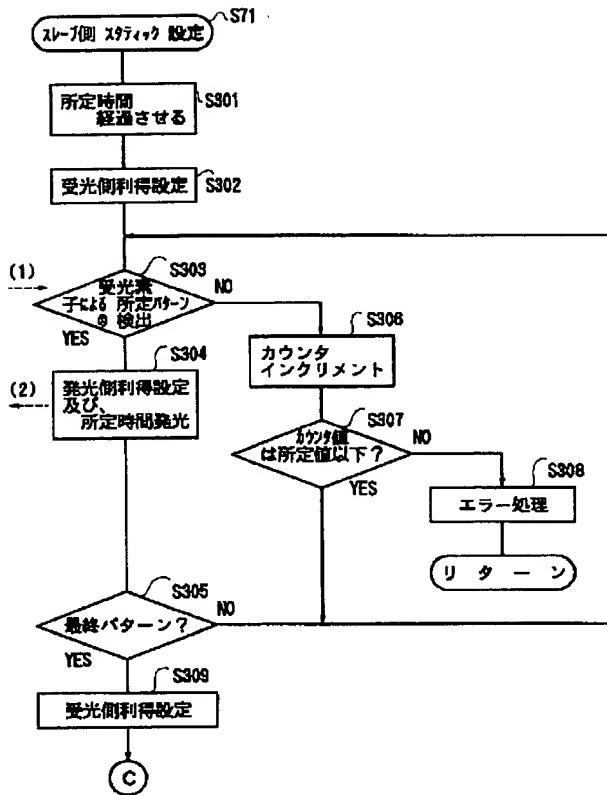 S71
スレーブ側 スタティック 設定
所定時間
経過させる
S301
受光側利得設定
S302
(1)
S303
受光素
子による 所定パターン
の 検出
NO
YES
S304
(2)
発光側利得設定
及び、
所定時間発光
S306
カウンタ
インクリメント
S307
カウンタ値
は所定値以下?
NO
YES
S308
エラー処理
リ タ ー ン
S305
最終パターン?
NO
YES
S309
受光側利得設定
C